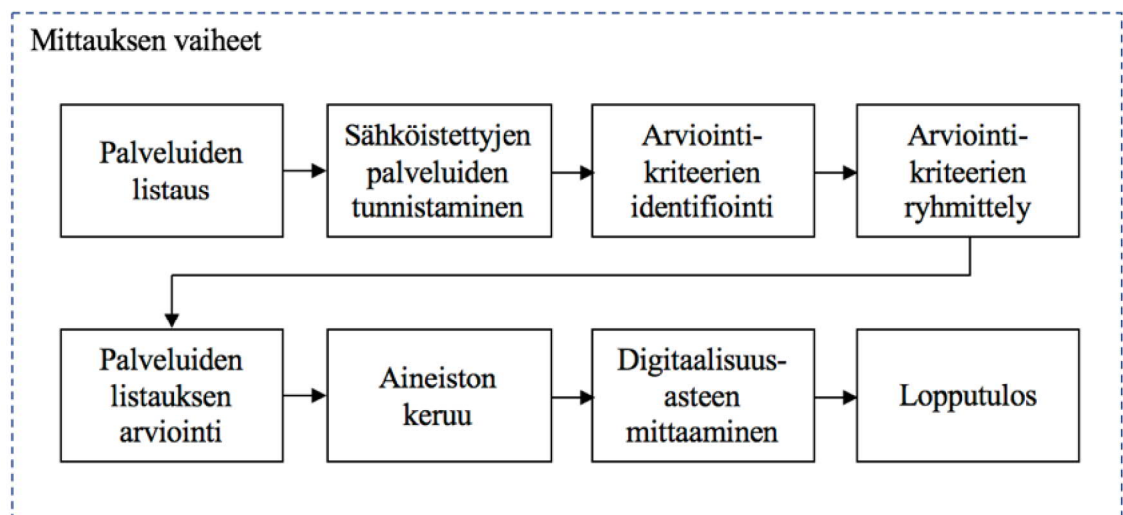 Mittauksen vaiheet
Palveluiden
listaus
Sähköistettyjen
palveluiden
tunnistaminen
Arviointi-
kriteerien
identifiointi
Arviointi-
kriteerien
ryhmittely
Palveluiden
listauksen
arviointi
Aineiston
keruu
Digitaalisuus-
asteen
mittaaminen
Lopputulos